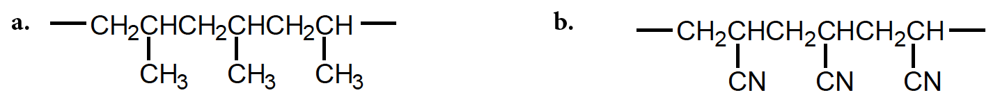 a. —CH₂CHCH₂CHCH₂CH—
CH₃ CH₃ CH₃
b. —CH₂CHCH₂CHCH₂CH—
CN CN CN